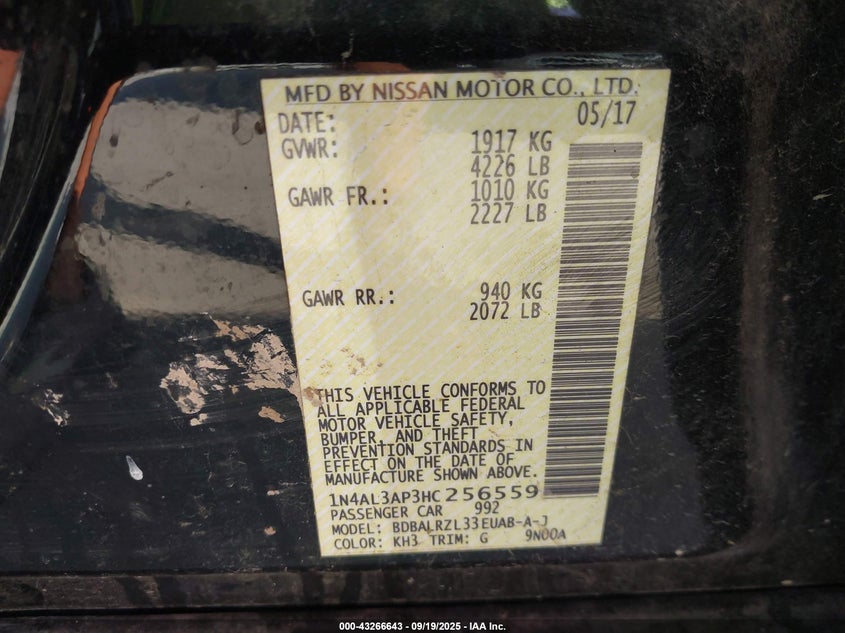 MFD BY NISSAN MOTOR CO., LTD.
DATE: 05/17
GVWR: 1917 KG
4226 LB
GAWR FR.: 1010 KG
2227 LB
GAWR RR.: 940 KG
2072 LB
THIS VEHICLE CONFORMS TO
ALL APPLICABLE FEDERAL
MOTOR VEHICLE SAFETY,
BUMPER, AND THEFT
PREVENTION STANDARDS IN
EFFECT ON THE DATE OF
MANUFACTURE SHOWN ABOVE.
1N4AL3AP3HC256559
PASSENGER CAR 992
MODEL: BDBALRZL33EUAB-A-J
COLOR: KH3 TRIM: G 9N00A
000-43266643 - 09/19/2025 - IAA Inc.